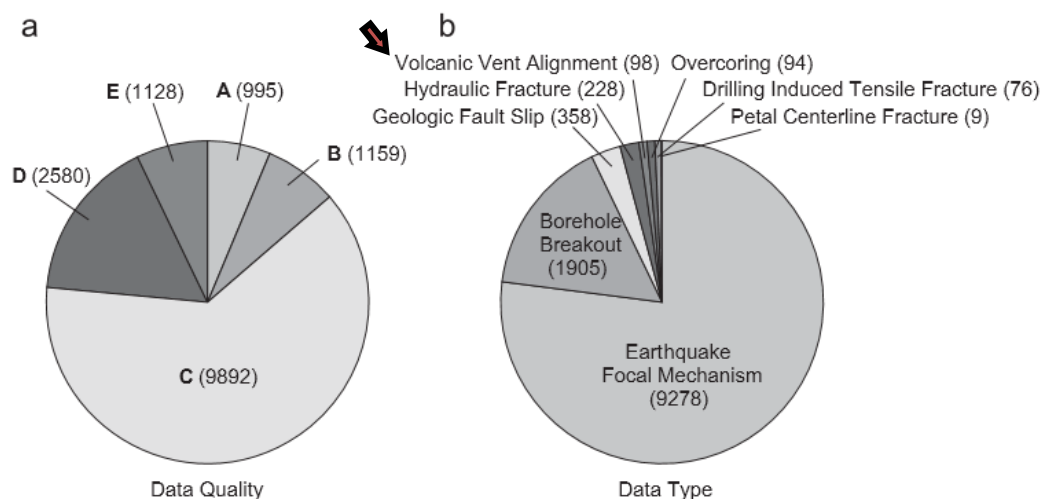 a
E (1128)
A (995)
B (1159)
D (2580)
C (9892)
Data Quality
b
Volcanic Vent Alignment (98)
Overcoring (94)
Hydraulic Fracture (228)
Drilling Induced Tensile Fracture (76)
Geologic Fault Slip (358)
Petal Centerline Fracture (9)
Borehole
Breakout
(1905)
Earthquake
Focal Mechanism
(9278)
Data Type